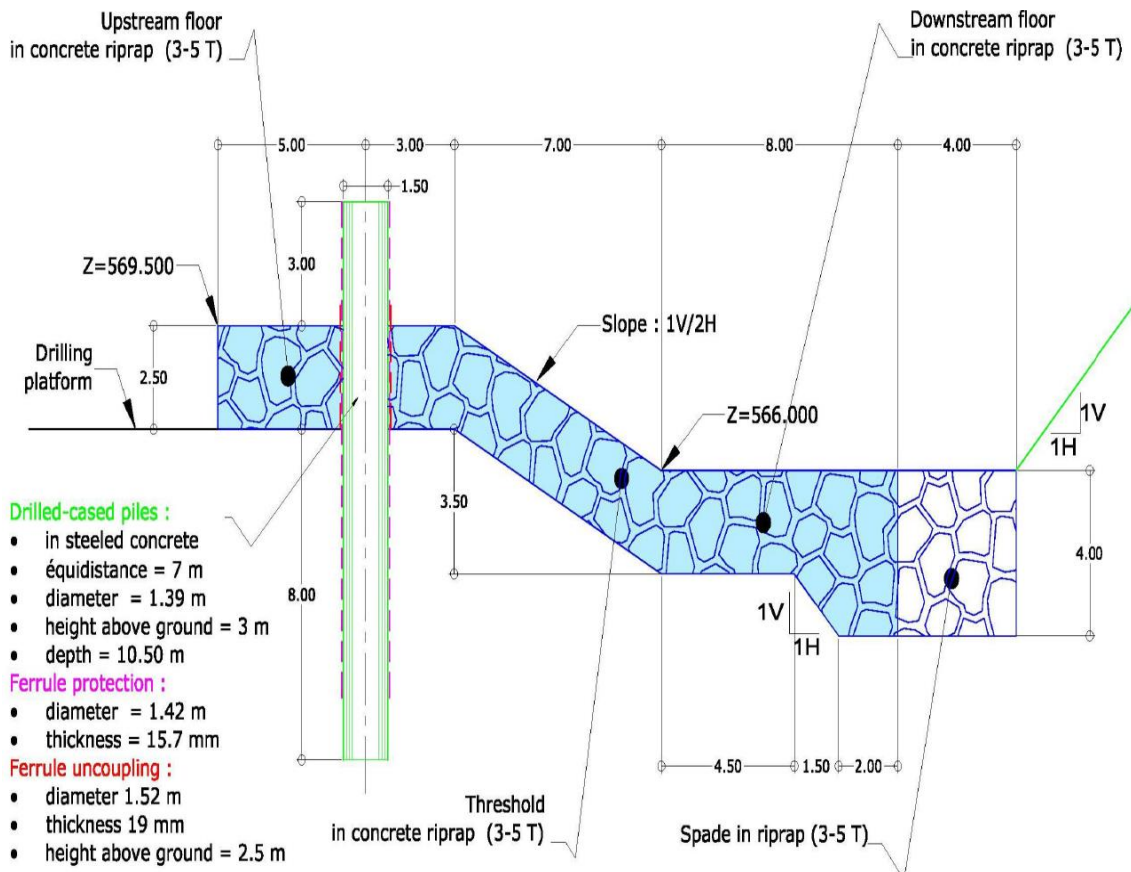 Upstream floor
in concrete riprap (3-5 T)
Downstream floor
in concrete riprap (3-5 T)
5.00
3.00
7.00
8.00
4.00
1.50
Z=569.500
3.00
Slope : 1V/2H
Drilling
platform
2.50
Z=566.000
1V
1H
3.50
4.00
Drilled-cased piles :
• in steeled concrete
• équidistance = 7 m
• diameter = 1.39 m
• height above ground = 3 m
• depth = 10.50 m
Ferrule protection :
• diameter = 1.42 m
• thickness = 15.7 mm
Ferrule uncoupling :
• diameter 1.52 m
• thickness 19 mm
• height above ground = 2.5 m
8.00
1V
1H
4.50
1.50
2.00
Threshold
in concrete riprap (3-5 T)
Spade in riprap (3-5 T)